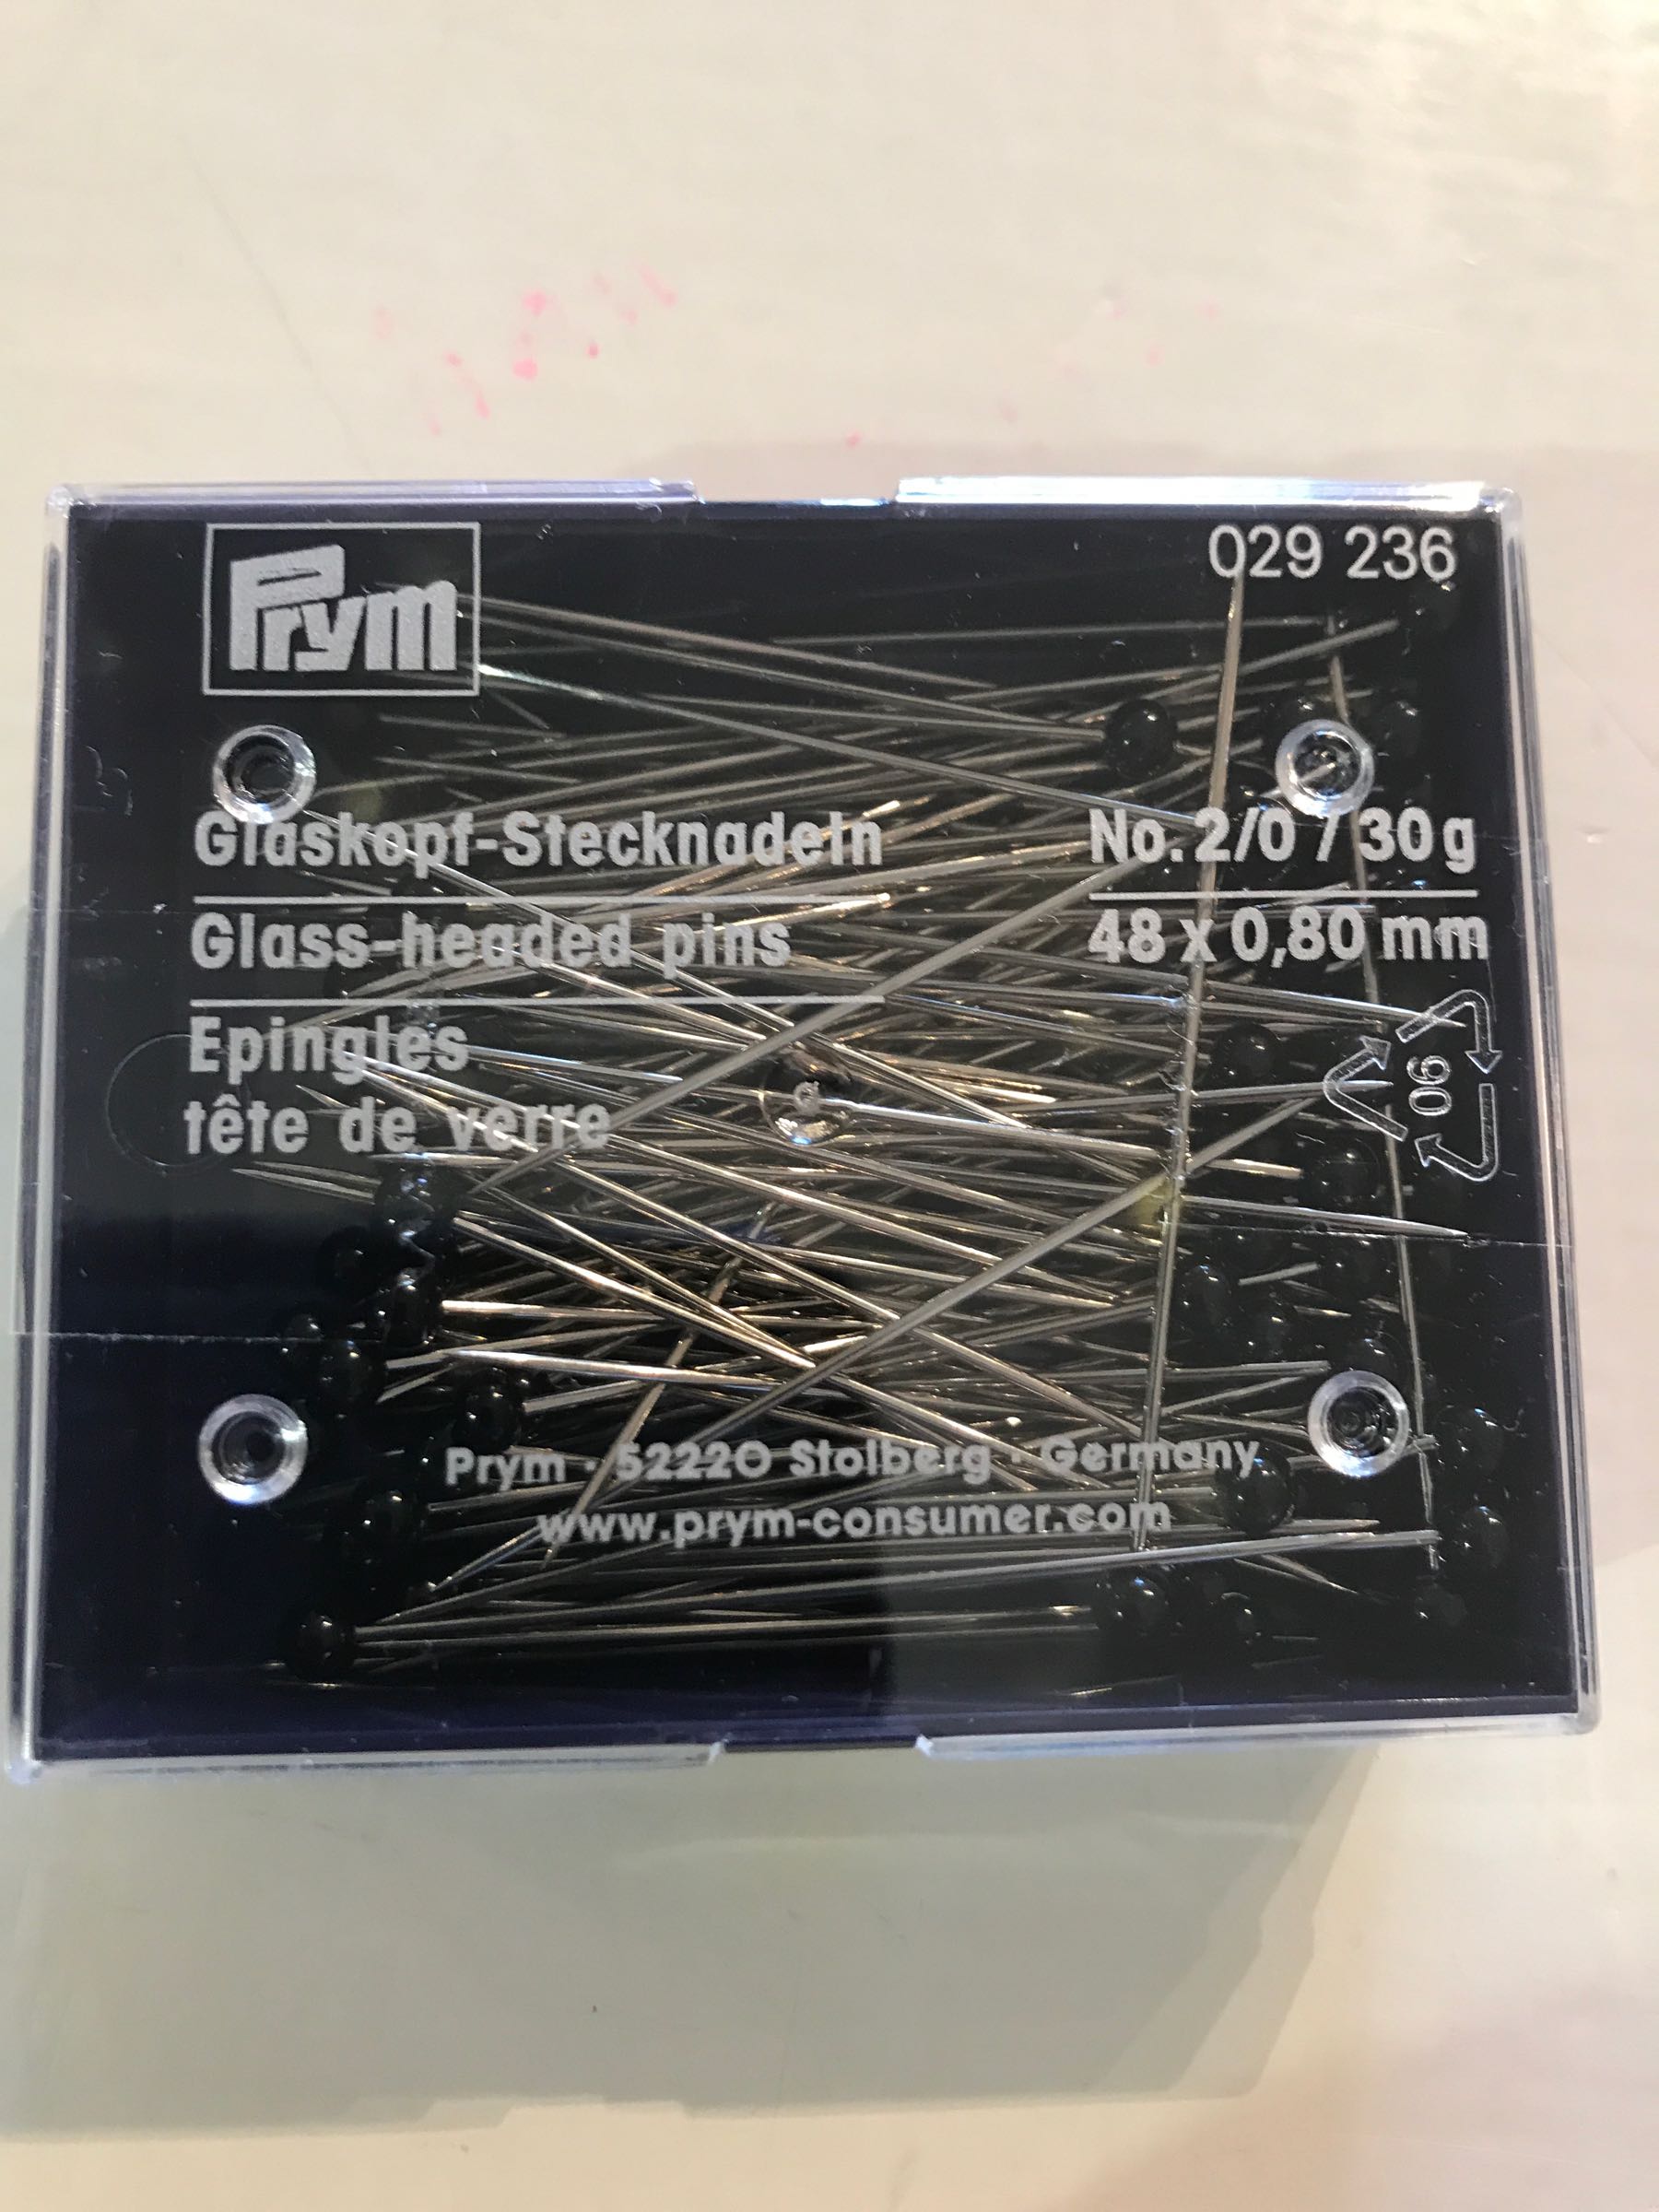 Prym
029 236
Glaskopf-Stecknadeln
No. 2/0 / 30 g
Glass-headed pins
48 x 0,80 mm
Epingles
tête de verre
06
Prym · 52220 Stolberg · Germany
www.prym-consumer.com